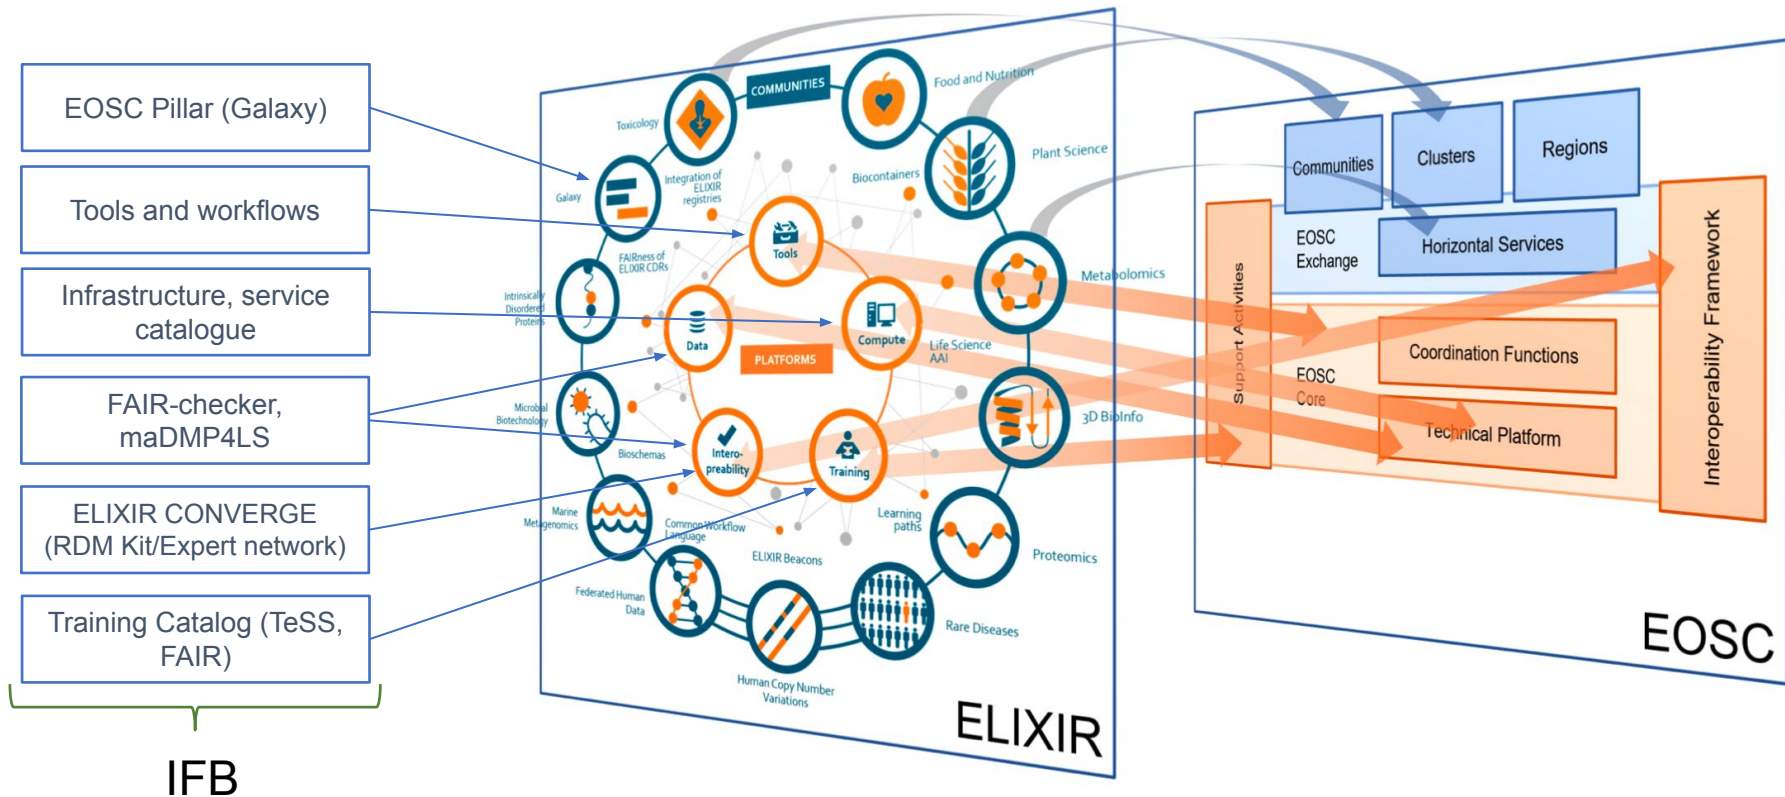 EOSC Pillar (Galaxy)
Tools and workflows
Infrastructure, service
catalogue
FAIR-checker,
maDMP4LS
ELIXIR CONVERGE
(RDM Kit/Expert network)
Training Catalog (TeSS,
FAIR)
IFB
COMMUNITIES
Food and Nutrition
Toxicology
Plant Science
Biocontainers
Galaxy
Integration of
ELIXIR
registries
Tools
FAIRness of
ELIXIR CDRs
Metabolomics
Intrinsically
Disordered
Proteins
Data
Compute
PLATFORMS
Life Science
AAI
Microbial
Biotechnology
3D BioInfo
Bioschemas
Intero-
preability
Training
Marine
Metagenomics
Common Workflow
Language
Learning
paths
ELIXIR Beacons
Proteomics
Federated Human
Data
Rare Diseases
Human Copy Number
Variations
ELIXIR
Communities
Clusters
Regions
EOSC
Exchange
Horizontal Services
Support Activities
Interoperability Framework
EOSC
Core
Coordination Functions
Technical Platform
EOSC